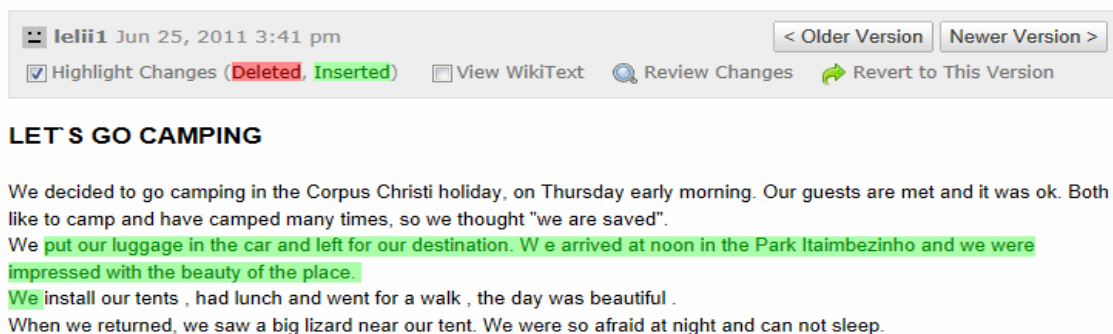 lelii1 Jun 25, 2011 3:41 pm < Older Version Newer Version >
Highlight Changes (Deleted, Inserted) View WikiText Review Changes Revert to This Version
LET`S GO CAMPING
We decided to go camping in the Corpus Christi holiday, on Thursday early morning. Our guests are met and it was ok. Both
like to camp and have camped many times, so we thought "we are saved".
We put our luggage in the car and left for our destination. W e arrived at noon in the Park Itaimbezinho and we were
impressed with the beauty of the place.
We install our tents , had lunch and went for a walk , the day was beautiful .
When we returned, we saw a big lizard near our tent. We were so afraid at night and can not sleep.